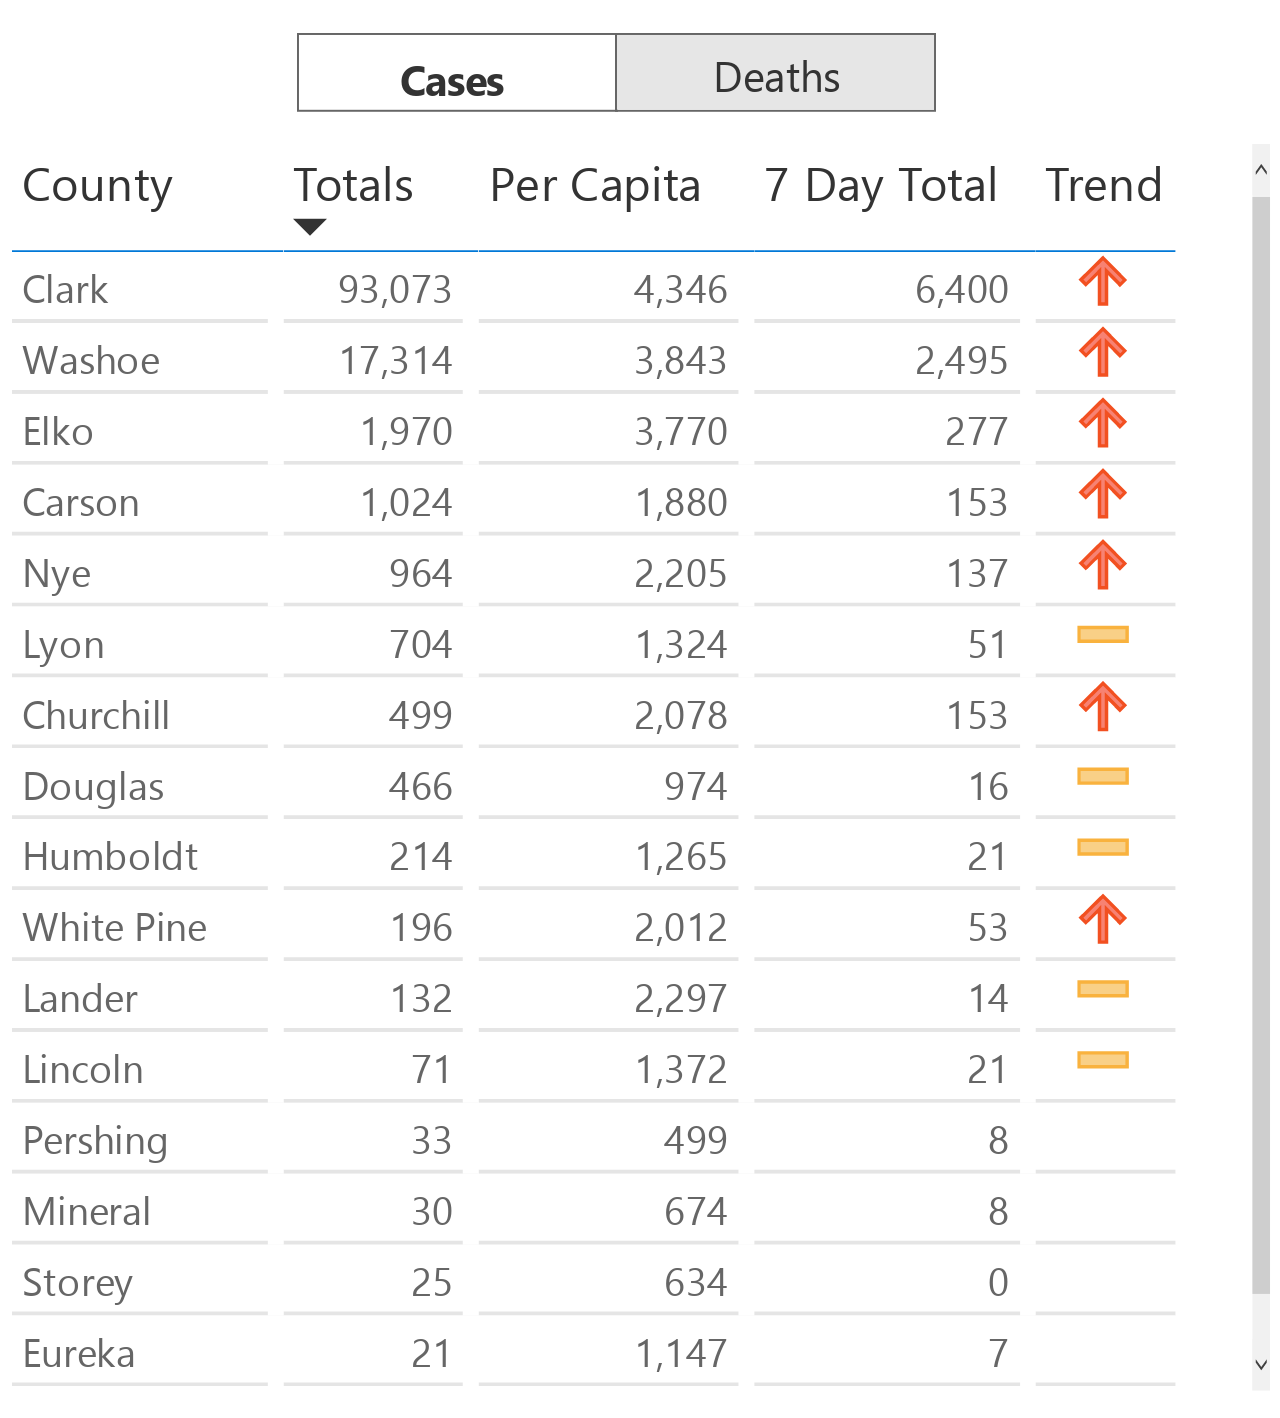 Cases Deaths
County Totals Per Capita 7 Day Total Trend
Clark 93,073 4,346 6,400
Washoe 17,314 3,843 2,495
Elko 1,970 3,770 277
Carson 1,024 1,880 153
Nye 964 2,205 137
Lyon 704 1,324 51
Churchill 499 2,078 153
Douglas 466 974 16
Humboldt 214 1,265 21
White Pine 196 2,012 53
Lander 132 2,297 14
Lincoln 71 1,372 21
Pershing 33 499 8
Mineral 30 674 8
Storey 25 634 0
Eureka 21 1,147 7